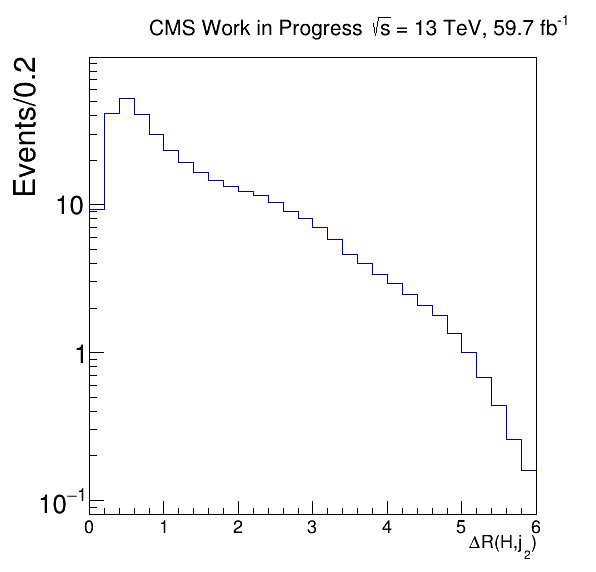 CMS Work in Progress √s = 13 TeV, 59.7 fb⁻¹
Events/0.2
10
1
10⁻¹
0 1 2 3 4 5 6
ΔR(H,j₂)